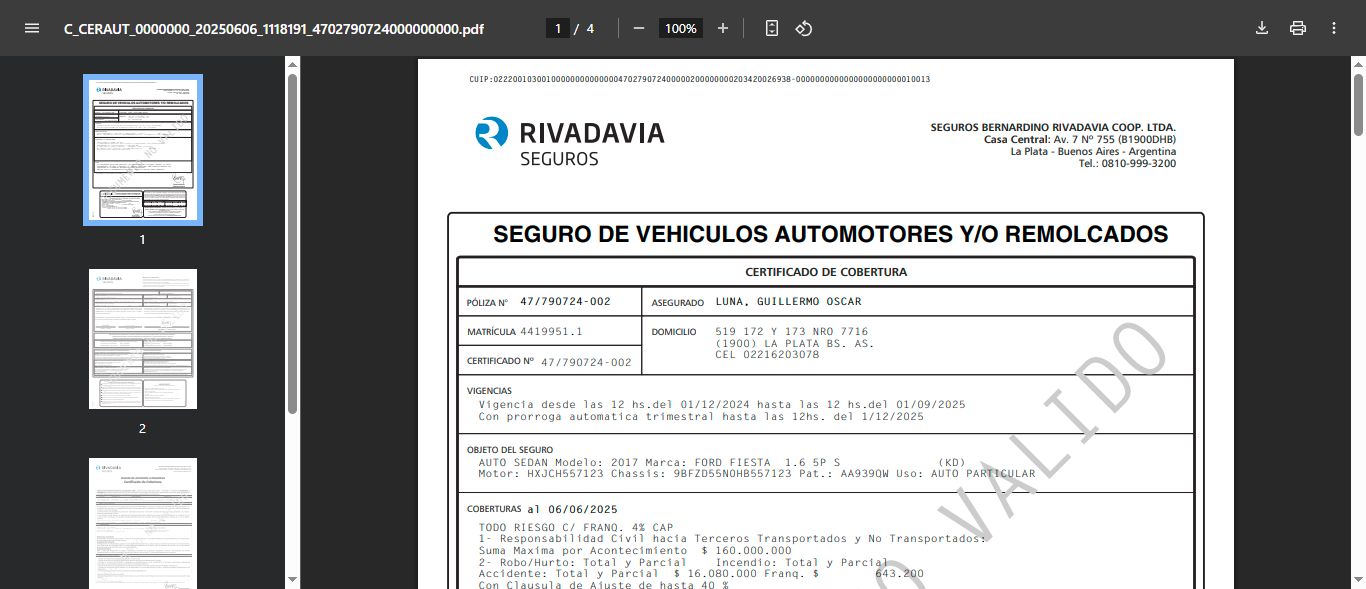 C_CERAUT_0000000_20250606_1118191_4702790724000000000.pdf
1 / 4
100%
1
2
CUIP:02220010300100000000000000470279072400000200000000203420026938-0000000000000000000000010013
RIVADAVIA
SEGUROS
SEGUROS BERNARDINO RIVADAVIA COOP. LTDA.
Casa Central: Av. 7 Nº 755 (B1900DHB)
La Plata - Buenos Aires - Argentina
Tel.: 0810-999-3200
SEGURO DE VEHICULOS AUTOMOTORES Y/O REMOLCADOS
CERTIFICADO DE COBERTURA
PÓLIZA Nº 47/790724-002
ASEGURADO LUNA, GUILLERMO OSCAR
MATRÍCULA 4419951.1
DOMICILIO 519 172 Y 173 NRO 7716
(1900) LA PLATA BS. AS.
CEL 02216203078
CERTIFICADO Nº 47/790724-002
VIGENCIAS
Vigencia desde las 12 hs.del 01/12/2024 hasta las 12 hs.del 01/09/2025
Con prorroga automatica trimestral hasta las 12hs. del 1/12/2025
OBJETO DEL SEGURO
AUTO SEDAN Modelo: 2017 Marca: FORD FIESTA 1.6 5P S (KD)
Motor: HXJCH557123 Chassis: 9BFZD55NOHB557123 Pat.: AA939QW Uso: AUTO PARTICULAR
COBERTURAS al 06/06/2025
TODO RIESGO C/ FRANQ. 4% CAP
1- Responsabilidad Civil hacia Terceros Transportados y No Transportados:
Suma Maxima por Acontecimiento $ 160.000.000
2- Robo/Hurto: Total y Parcial Incendio: Total y Parcial
Accidente: Total y Parcial $ 16.080.000 Franq. $ 643.200
Con Clausula de Ajuste de hasta 40 %
O VALIDO